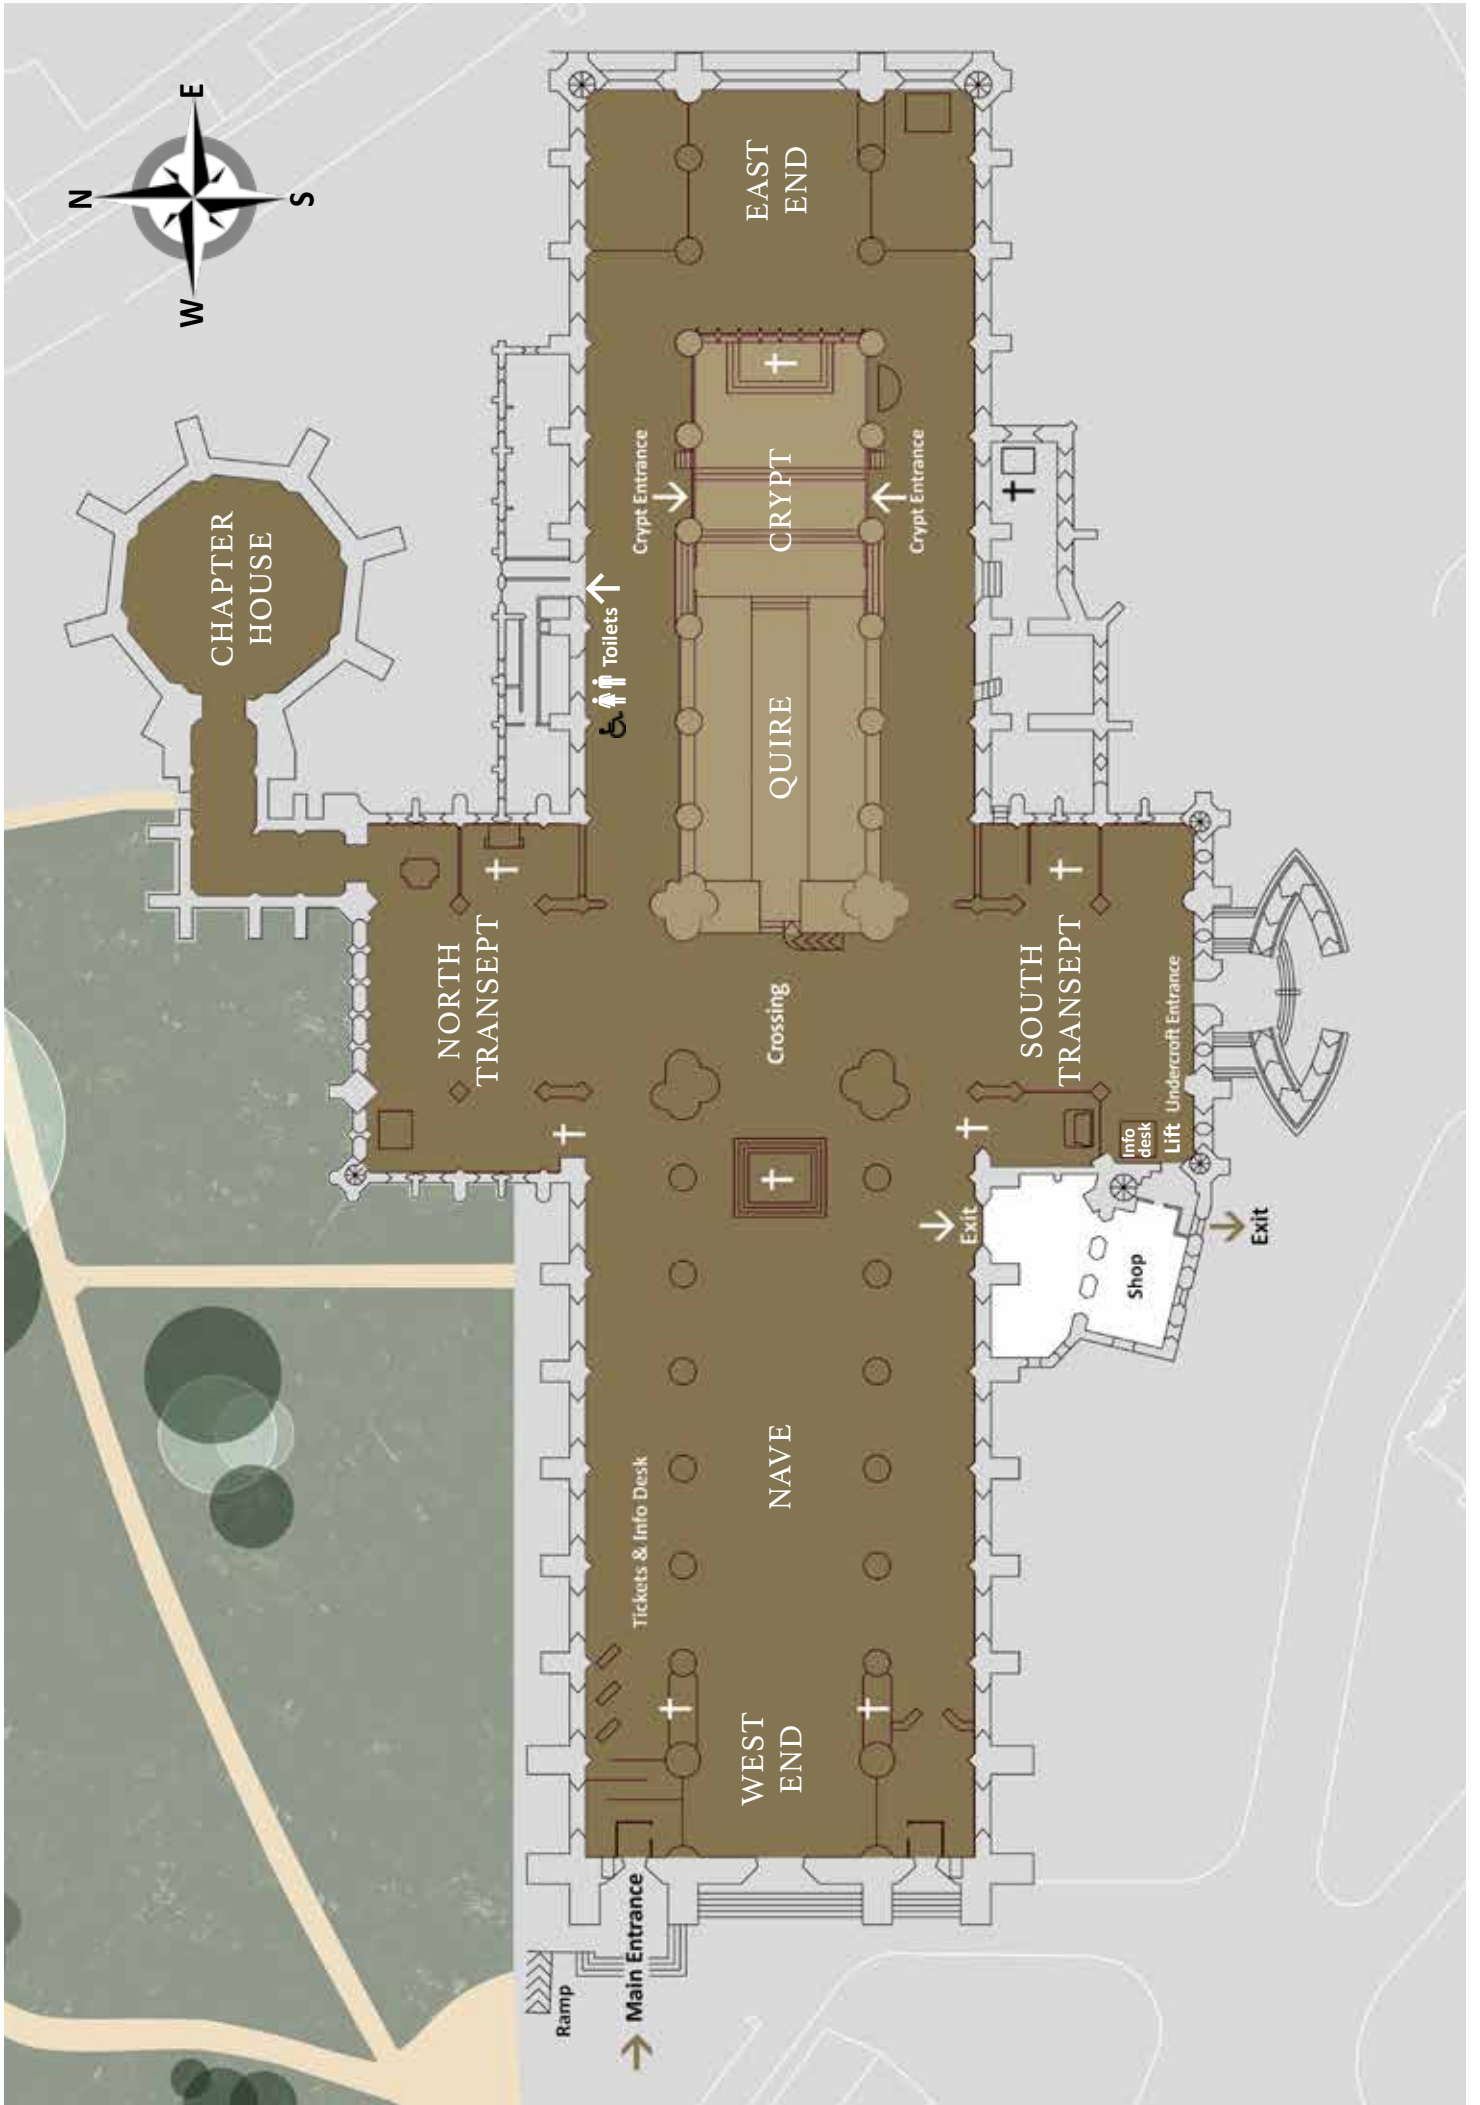 N
E
S
W
CHAPTER
HOUSE
EAST
END
Crypt Entrance
CRYPT
Crypt Entrance
Toilets
QUIRE
NORTH
TRANSEPT
Crossing
SOUTH
TRANSEPT
Undercroft Entrance
Lift
Info
desk
Exit
Exit
Shop
NAVE
Tickets & Info Desk
WEST
END
Main Entrance
Ramp